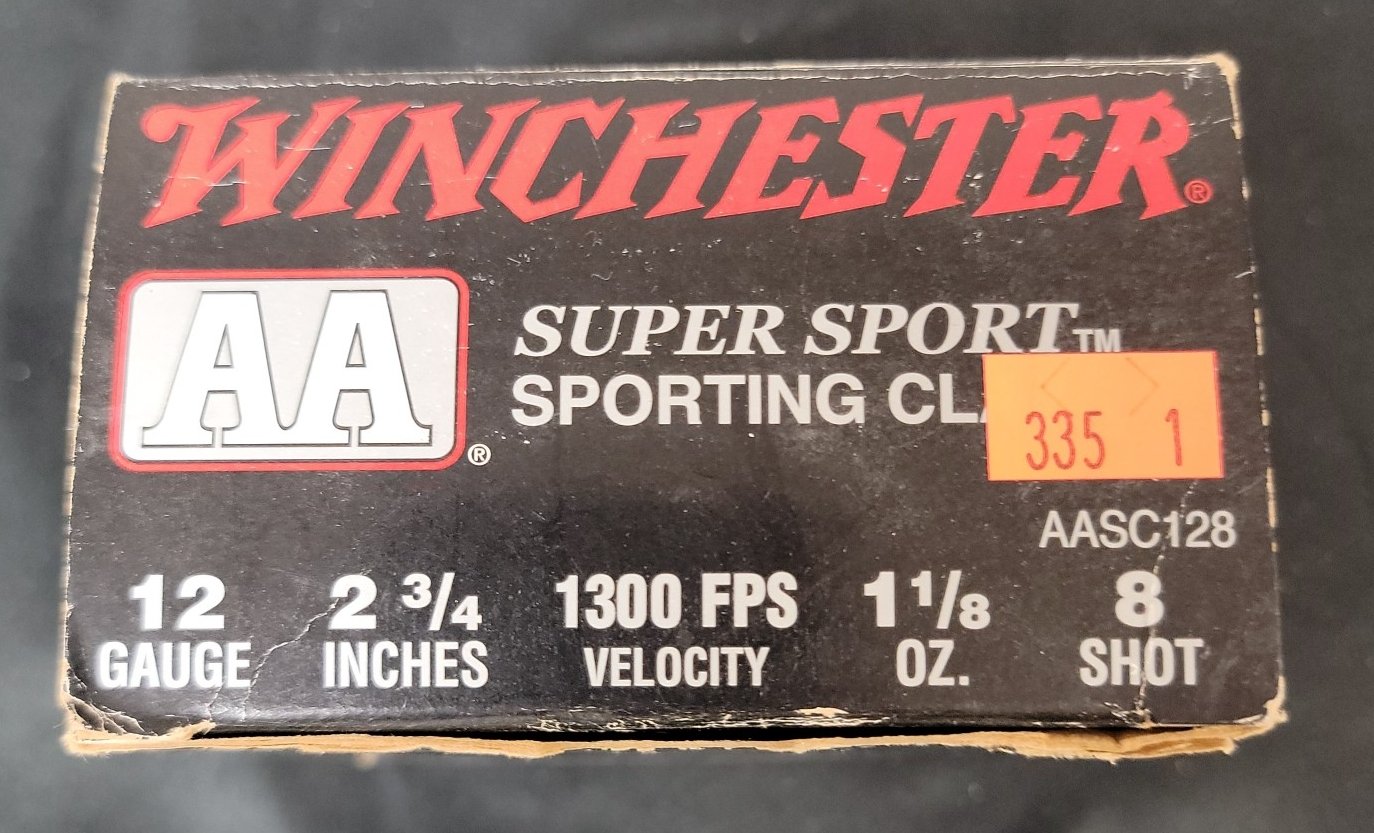 WINCHESTER®
AA®
SUPER SPORT™
SPORTING CL
335 1
AASC128
12 2 3/4 1300 FPS 1 1/8 8
GAUGE INCHES VELOCITY OZ. SHOT